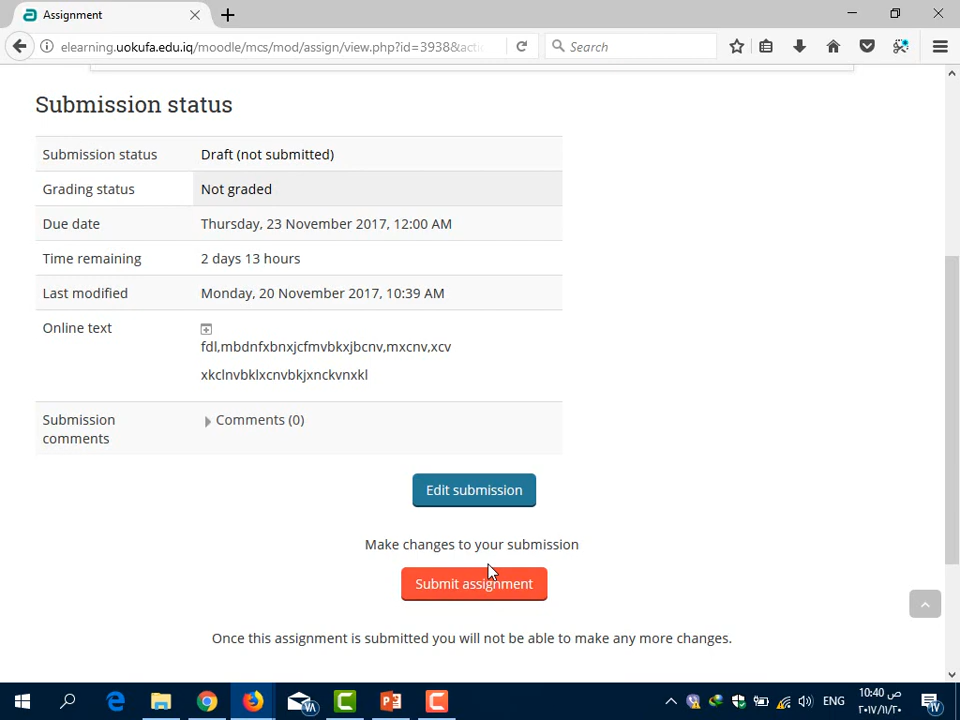 Assignment
elearning.uokufa.edu.iq/moodle/mcs/mod/assign/view.php?id=3938&acti
Search
Submission status
Submission status Draft (not submitted)
Grading status Not graded
Due date Thursday, 23 November 2017, 12:00 AM
Time remaining 2 days 13 hours
Last modified Monday, 20 November 2017, 10:39 AM
Online text
fdl,mbdnfxbnxjcfmvbkxjbcnv,mxcnv,xcv
xkclnvbklxcnvbkjxnckvnxkl
Submission comments Comments (0)
Edit submission
Make changes to your submission
Submit assignment
Once this assignment is submitted you will not be able to make any more changes.
ENG
10:40 ص
٢٠١٧/١١/٢٠